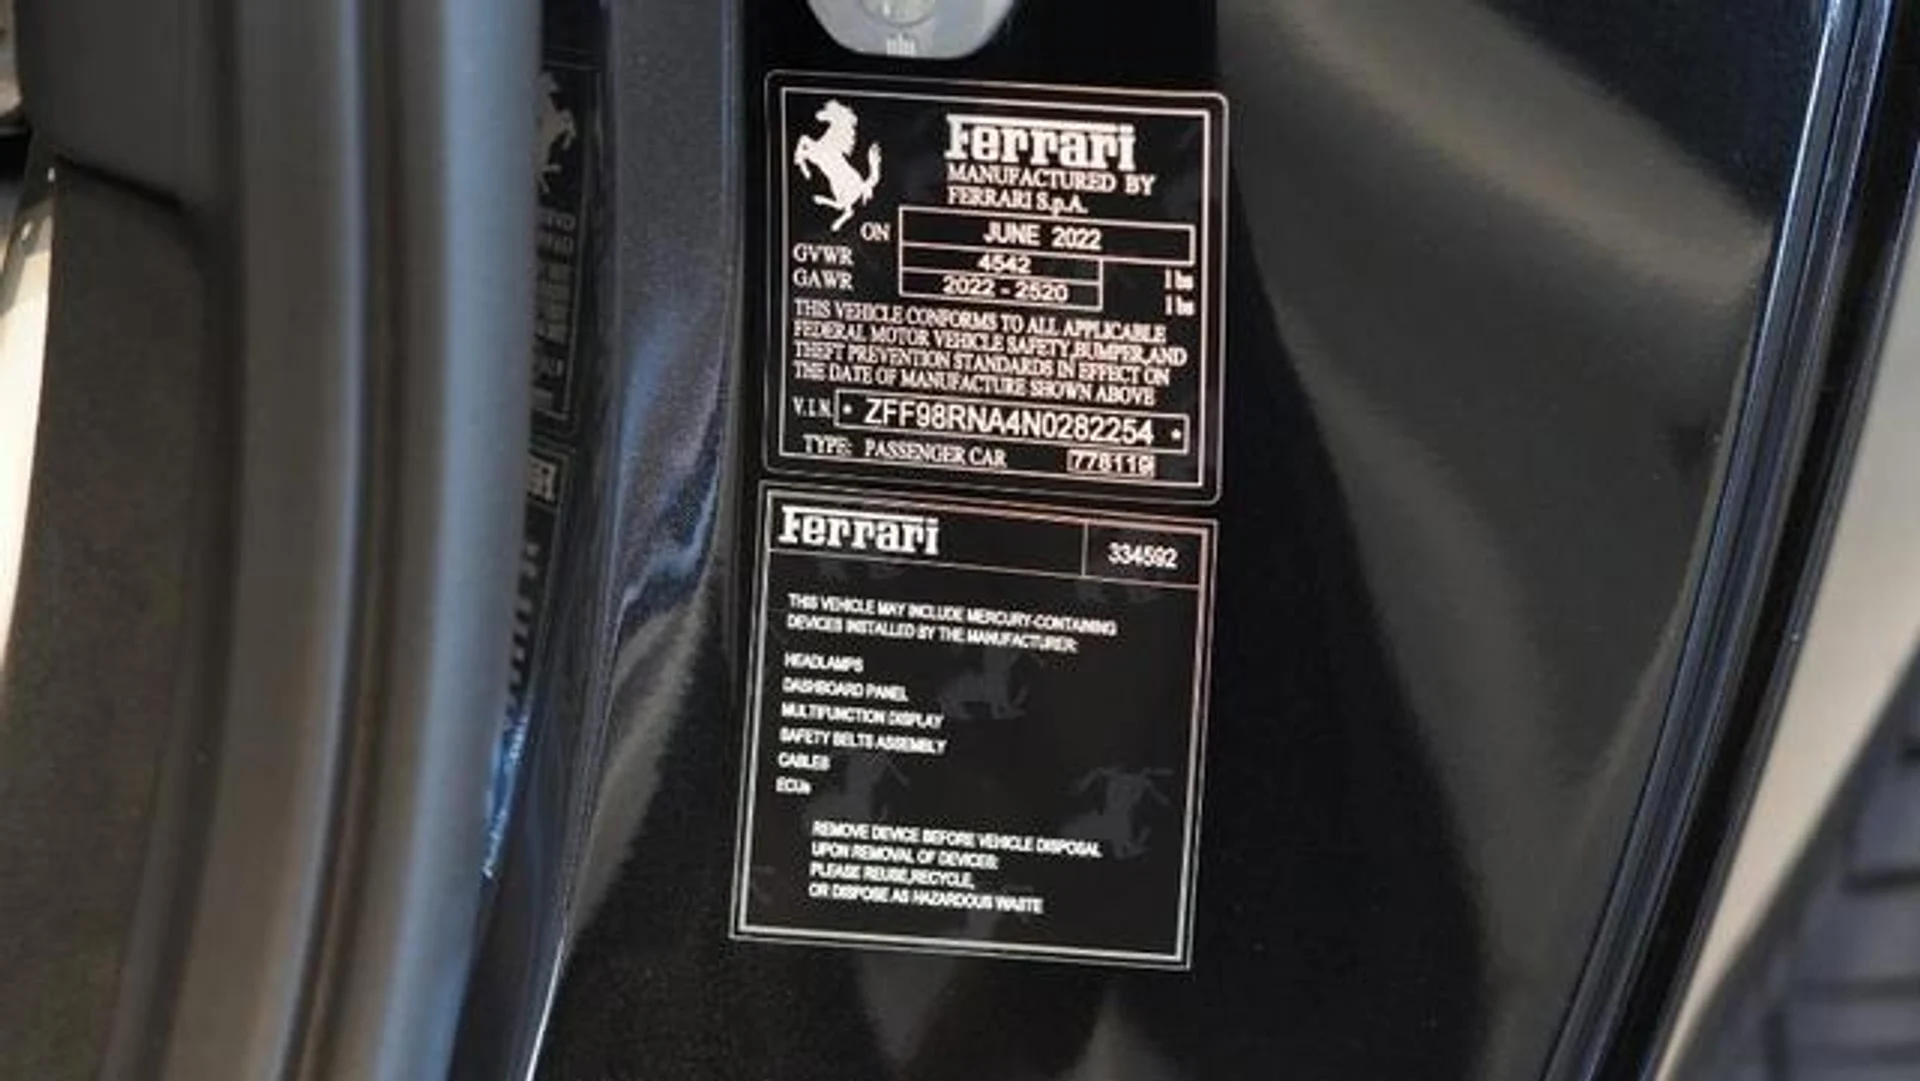 Ferrari
MANUFACTURED BY
FERRARI S.p.A.
ON JUNE 2022
GVWR 4542 lbs
GAWR 2022 - 2520 lbs
THIS VEHICLE CONFORMS TO ALL APPLICABLE
FEDERAL MOTOR VEHICLE SAFETY,BUMPER,AND
THEFT PREVENTION STANDARDS IN EFFECT ON
THE DATE OF MANUFACTURE SHOWN ABOVE
V.I.N. * ZFF98RNA4N0282254 *
TYPE: PASSENGER CAR 778119
Ferrari 334592
THIS VEHICLE MAY INCLUDE MERCURY-CONTAINING
DEVICES INSTALLED BY THE MANUFACTURER:
HEADLAMPS
DASHBOARD PANEL
MULTIFUNCTION DISPLAY
SAFETY BELTS ASSEMBLY
CABLES
ECUs
REMOVE DEVICE BEFORE VEHICLE DISPOSAL
UPON REMOVAL OF DEVICES:
PLEASE REUSE,RECYCLE,
OR DISPOSE AS HAZARDOUS WASTE